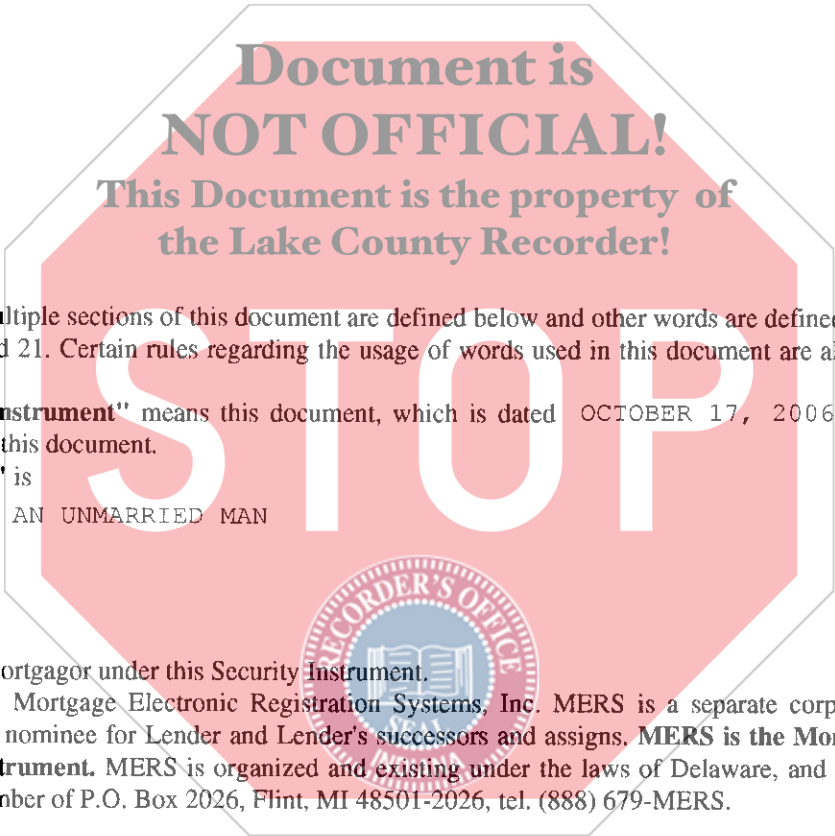 Document is
NOT OFFICIAL!
This Document is the property of
the Lake County Recorder!
ltiple sections of this document are defined below and other words are defined
d 21. Certain rules regarding the usage of words used in this document are al
nstrument" means this document, which is dated OCTOBER 17, 2006
this document.
" is
AN UNMARRIED MAN
STOP
RECORDER'S OFFICE
ortgagor under this Security Instrument.
Mortgage Electronic Registration Systems, Inc. MERS is a separate corp
nominee for Lender and Lender's successors and assigns. MERS is the Mor
SEAL
trument. MERS is organized and existing under the laws of Delaware, and
INDIANA
nber of P.O. Box 2026, Flint, MI 48501-2026, tel. (888) 679-MERS.